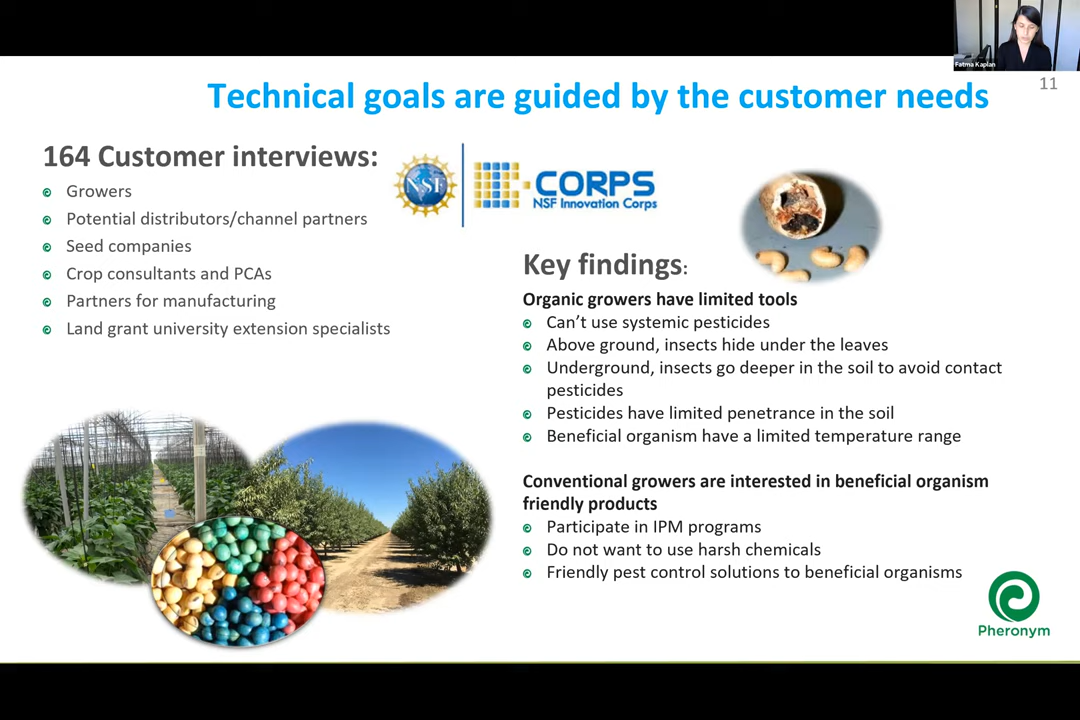 Fatma Kaplan
11
Technical goals are guided by the customer needs
164 Customer interviews:
Growers
Potential distributors/channel partners
Seed companies
Crop consultants and PCAs
Partners for manufacturing
Land grant university extension specialists
NSF
I-CORPS
NSF Innovation Corps
Key findings:
Organic growers have limited tools
Can't use systemic pesticides
Above ground, insects hide under the leaves
Underground, insects go deeper in the soil to avoid contact
pesticides
Pesticides have limited penetrance in the soil
Beneficial organism have a limited temperature range
Conventional growers are interested in beneficial organism
friendly products
Participate in IPM programs
Do not want to use harsh chemicals
Friendly pest control solutions to beneficial organisms
Pheronym